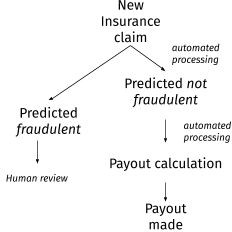 New
Insurance
claim
automated
processing
Predicted not
fraudulent
Predicted
fraudulent
automated
processing
Payout calculation
Human review
Payout
made